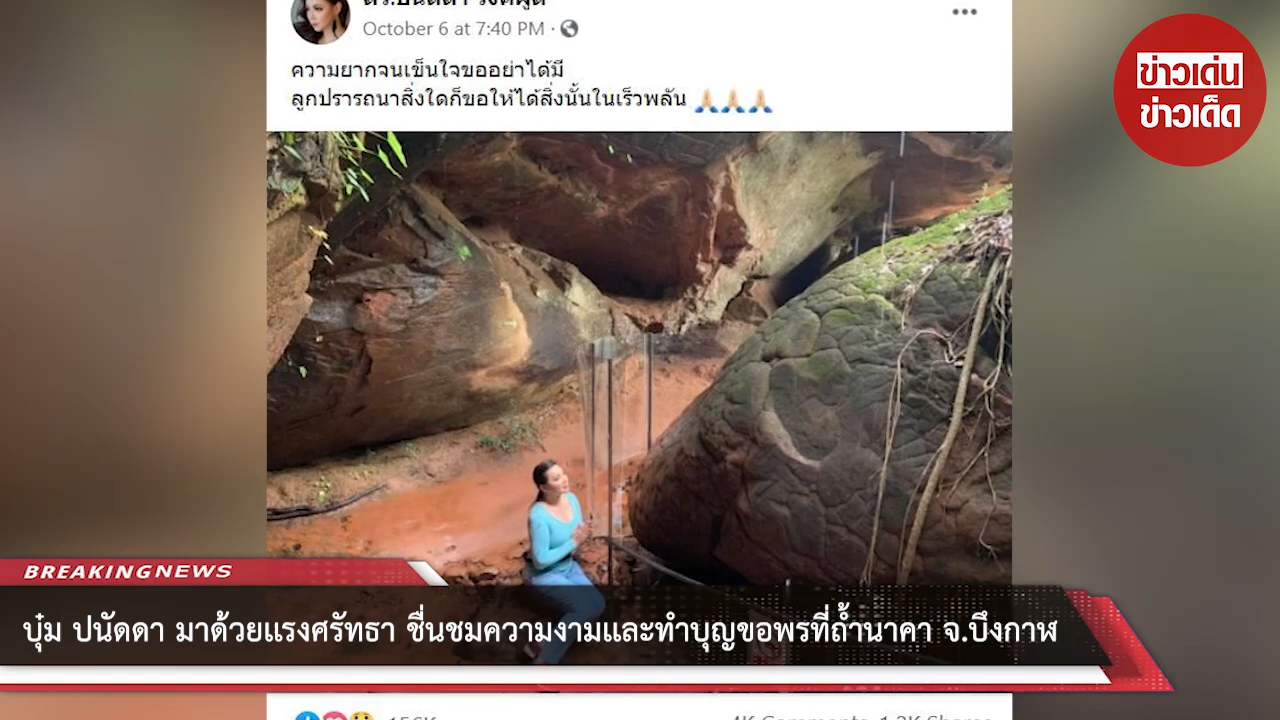 October 6 at 7:40 PM ·
ความยากจนเข็นใจขออย่าได้มี
ลูกปรารถนาสิ่งใดก็ขอให้ได้สิ่งนั้นในเร็วพลัน 🙏🙏🙏
ข่าวเด่น
ข่าวเด็ด
BREAKING NEWS
บุ๋ม ปนัดดา มาด้วยแรงศรัทธา ชื่นชมความงามและทำบุญขอพรที่ถ้ำนาคา จ.บึงกาฬ